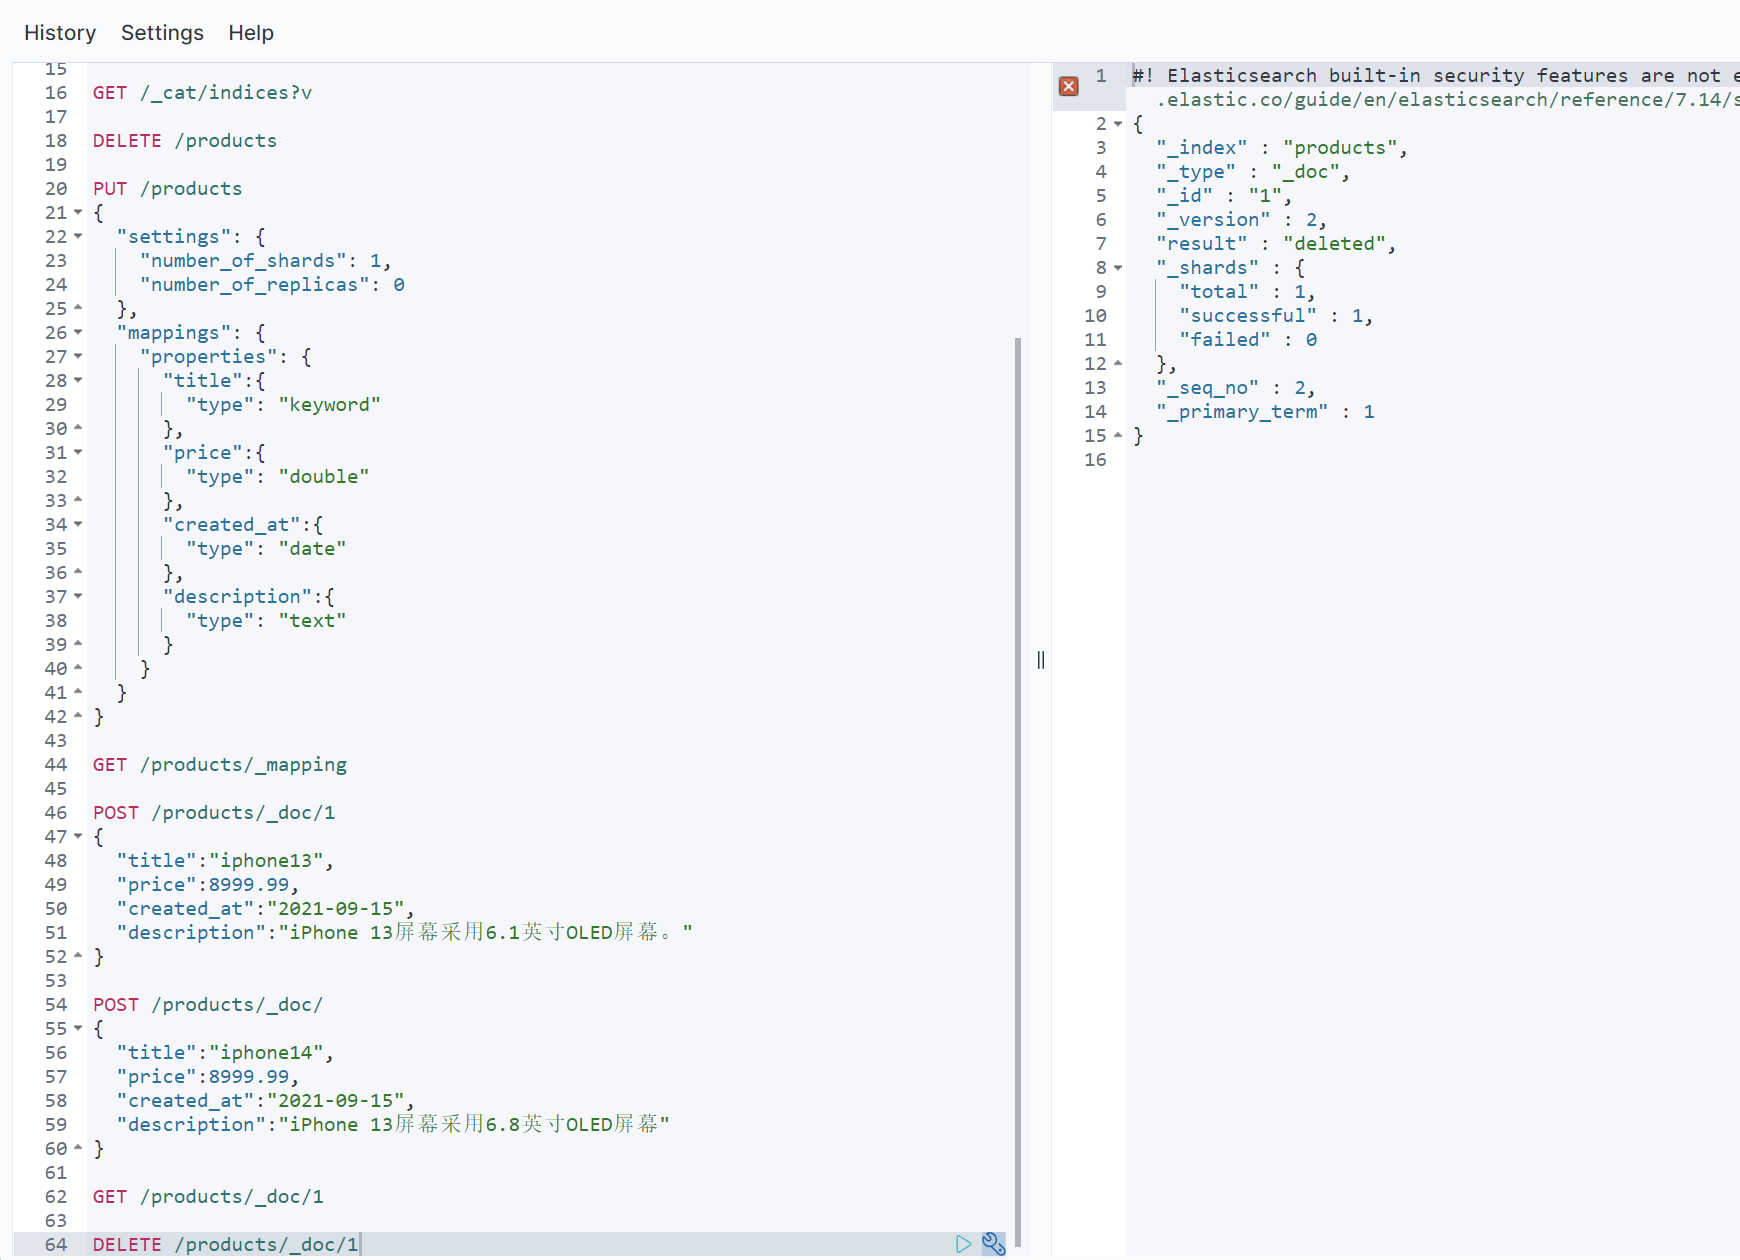 History Settings Help
15
16 GET /_cat/indices?v
17
18 DELETE /products
19
20 PUT /products
21 {
22 "settings": {
23 "number_of_shards": 1,
24 "number_of_replicas": 0
25 },
26 "mappings": {
27 "properties": {
28 "title":{
29 "type": "keyword"
30 },
31 "price":{
32 "type": "double"
33 },
34 "created_at":{
35 "type": "date"
36 },
37 "description":{
38 "type": "text"
39 }
40 }
41 }
42 }
43
44 GET /products/_mapping
45
46 POST /products/_doc/1
47 {
48 "title":"iphone13",
49 "price":8999.99,
50 "created_at":"2021-09-15",
51 "description":"iPhone 13屏幕采用6.1英寸OLED屏幕。"
52 }
53
54 POST /products/_doc/
55 {
56 "title":"iphone14",
57 "price":8999.99,
58 "created_at":"2021-09-15",
59 "description":"iPhone 13屏幕采用6.8英寸OLED屏幕"
60 }
61
62 GET /products/_doc/1
63
64 DELETE /products/_doc/1
1 #! Elasticsearch built-in security features are not
.elastic.co/guide/en/elasticsearch/reference/7.14/
2 {
3 "_index" : "products",
4 "_type" : "_doc",
5 "_id" : "1",
6 "_version" : 2,
7 "result" : "deleted",
8 "_shards" : {
9 "total" : 1,
10 "successful" : 1,
11 "failed" : 0
12 },
13 "_seq_no" : 2,
14 "_primary_term" : 1
15 }
16